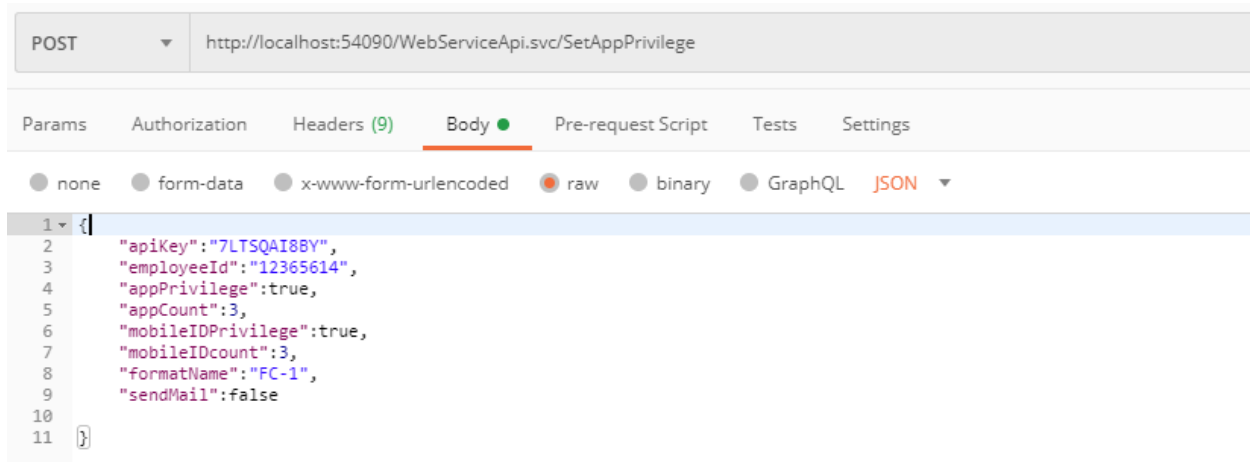 POST http://localhost:54090/WebServiceApi.svc/SetAppPrivilege
Params Authorization Headers (9) Body Pre-request Script Tests Settings
none form-data x-www-form-urlencoded raw binary GraphQL JSON
1 {
2 "apiKey":"7LTSQAI8BY",
3 "employeeId":"12365614",
4 "appPrivilege":true,
5 "appCount":3,
6 "mobileIDPrivilege":true,
7 "mobileIDcount":3,
8 "formatName":"FC-1",
9 "sendMail":false
10
11 }